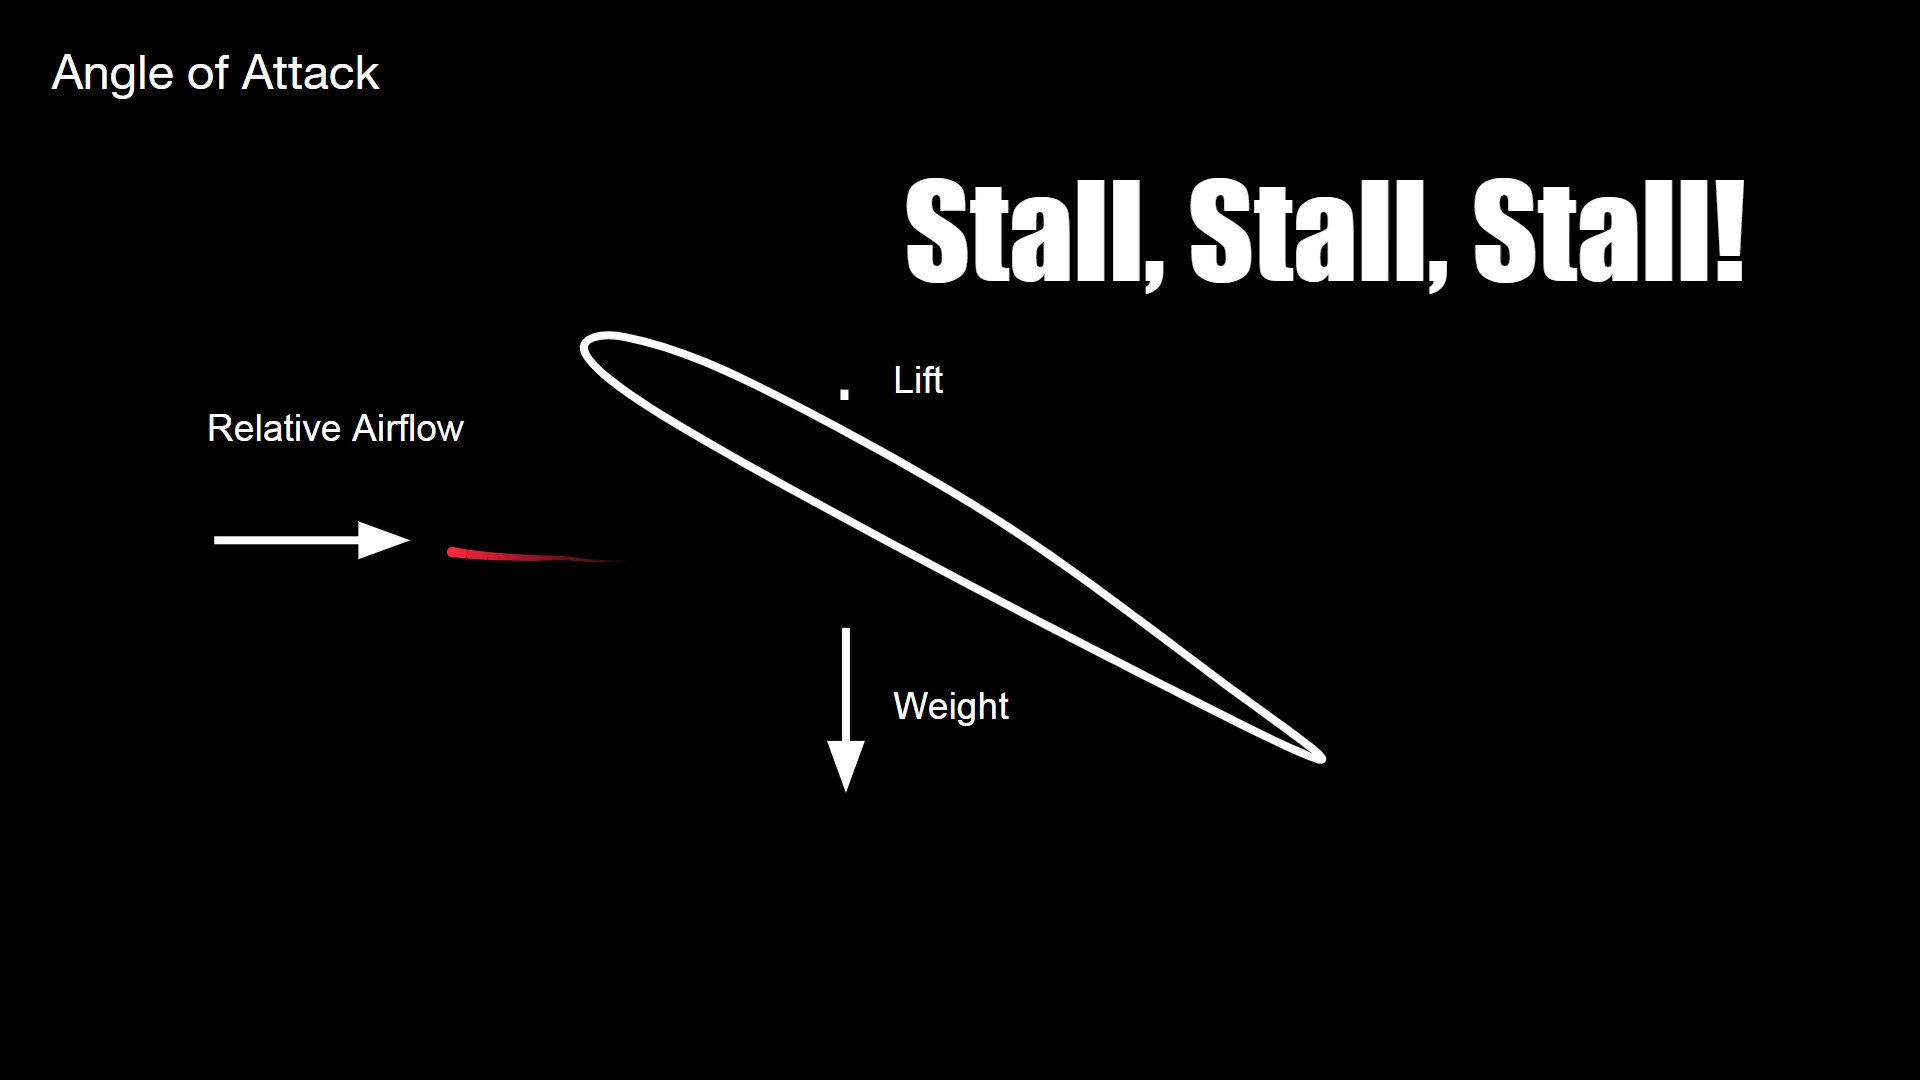 Angle of Attack
Stall, Stall, Stall!
Lift
Relative Airflow
Weight